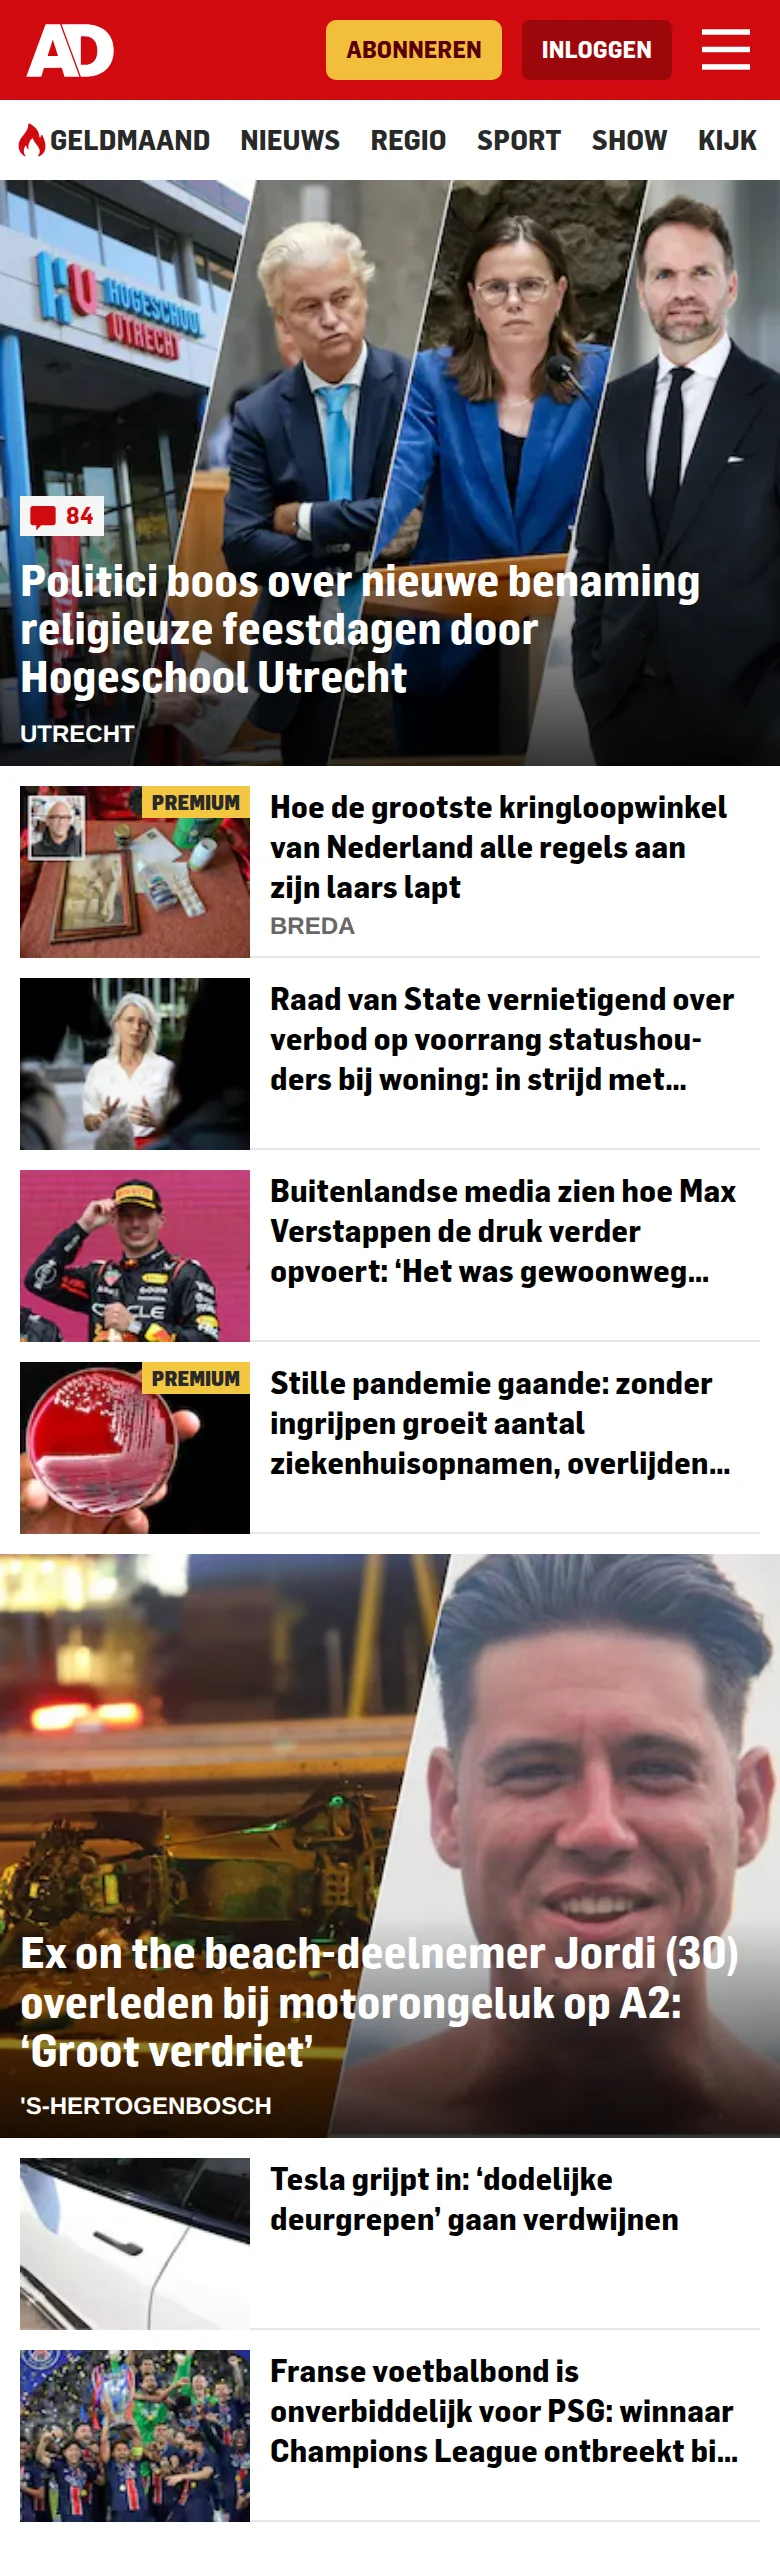 AD
ABONNEREN
INLOGGEN
GELDMAAND NIEUWS REGIO SPORT SHOW KIJK
HU HOGESCHOOL
UTRECHT
84
Politici boos over nieuwe benaming
religieuze feestdagen door
Hogeschool Utrecht
UTRECHT
PREMIUM
Hoe de grootste kringloopwinkel
van Nederland alle regels aan
zijn laars lapt
BREDA
Raad van State vernietigend over
verbod op voorrang statushou-
ders bij woning: in strijd met...
Buitenlandse media zien hoe Max
Verstappen de druk verder
opvoert: ‘Het was gewoonweg...
ORACLE
PREMIUM
Stille pandemie gaande: zonder
ingrijpen groeit aantal
ziekenhuisopnamen, overlijden...
Ex on the beach-deelnemer Jordi (30)
overleden bij motorongeluk op A2:
‘Groot verdriet’
'S-HERTOGENBOSCH
Tesla grijpt in: ‘dodelijke
deurgrepen’ gaan verdwijnen
Franse voetbalbond is
onverbiddelijk voor PSG: winnaar
Champions League ontbreekt bi...